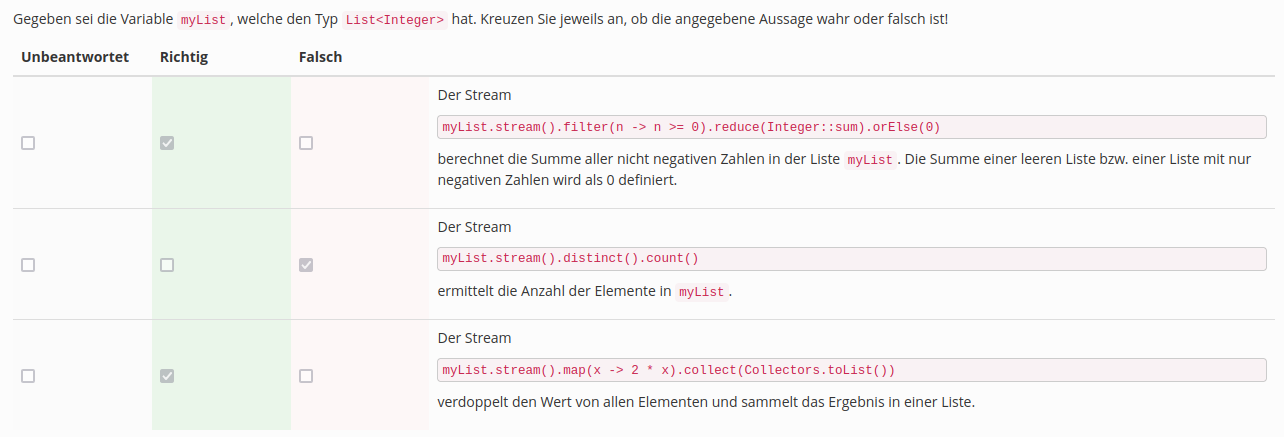 Gegeben sei die Variable myList, welche den Typ List<Integer> hat. Kreuzen Sie jeweils an, ob die angegebene Aussage wahr oder falsch ist!
Unbeantwortet Richtig Falsch
Der Stream
myList.stream().filter(n -> n >= 0).reduce(Integer::sum).orElse(0)
berechnet die Summe aller nicht negativen Zahlen in der Liste myList. Die Summe einer leeren Liste bzw. einer Liste mit nur
negativen Zahlen wird als 0 definiert.
Der Stream
myList.stream().distinct().count()
ermittelt die Anzahl der Elemente in myList.
Der Stream
myList.stream().map(x -> 2 * x).collect(Collectors.toList())
verdoppelt den Wert von allen Elementen und sammelt das Ergebnis in einer Liste.